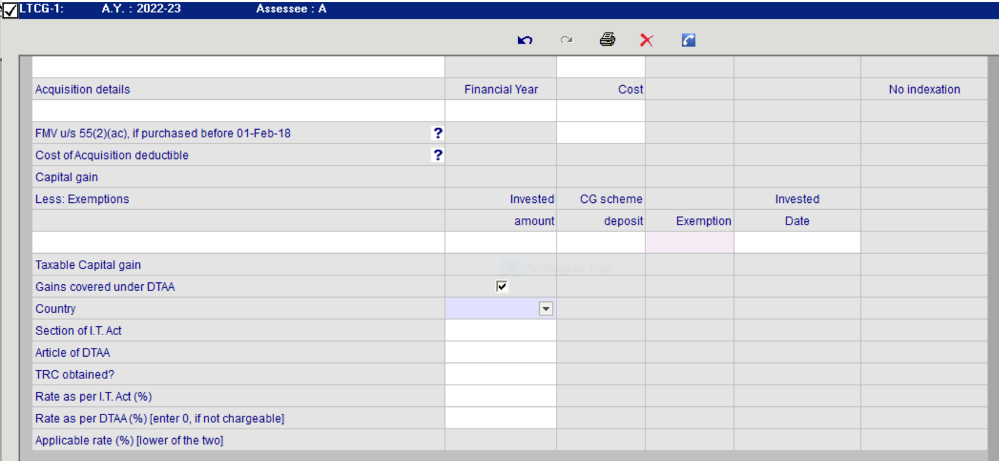 LTCG-1: A.Y. : 2022-23 Assessee : A
Acquisition details Financial Year Cost No indexation
FMV u/s 55(2)(ac), if purchased before 01-Feb-18 ?
Cost of Acquisition deductible ?
Capital gain
Less: Exemptions Invested CG scheme Invested
amount deposit Exemption Date
Taxable Capital gain
Rectangular Snip
Gains covered under DTAA
Country
Section of I.T. Act
Article of DTAA
TRC obtained?
Rate as per I.T. Act (%)
Rate as per DTAA (%) [enter 0, if not chargeable]
Applicable rate (%) [lower of the two]